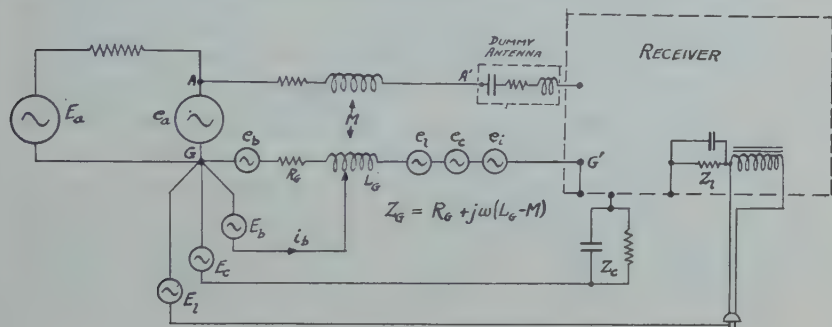 DUMMY
ANTENNA
RECEIVER
A
A'
E_a
e_a
M
G
e_b
R_G
L_G
e_l
e_c
e_i
G'
Z_l
Z_G = R_G + jω(L_G-M)
E_b
i_b
E_c
Z_c
E_l